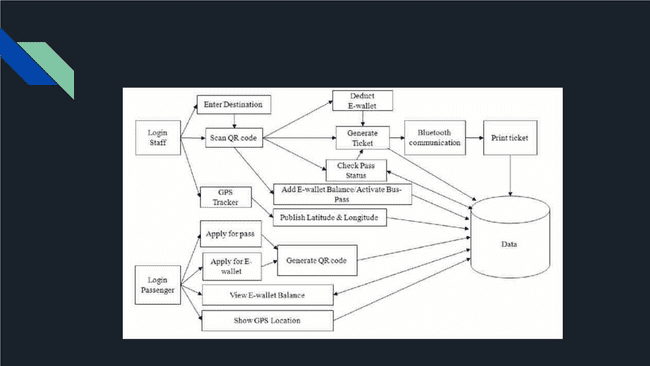 Deduct
E-wallet
Enter Destination
Login
Staff
Scan QR code
Generate
Ticket
Bluetooth
communication
Print ticket
Check Pass
Status
GPS
Tracker
Add E-wallet Balance/Activate Bus-
Pass
Publish Latitude & Longitude
Data
Apply for pass
Apply for E-
wallet
Generate QR code
Login
Passenger
View E-wallet Balance
Show GPS Location